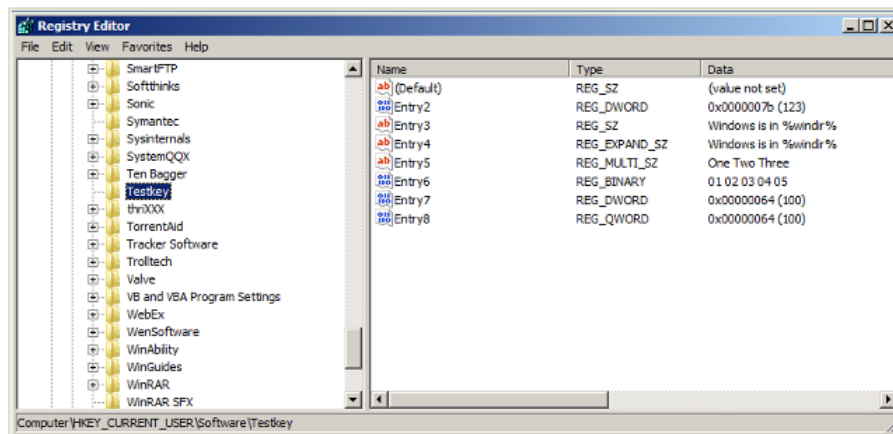 Registry Editor
File Edit View Favorites Help
SmartFTP
Softthinks
Sonic
Symantec
Sysinternals
SystemQQX
Ten Bagger
Testkey
thriXXX
TorrentAid
Tracker Software
Trolltech
Valve
VB and VBA Program Settings
WebEx
WenSoftware
WinAbility
WinGuides
WinRAR
WinRAR SFX
Name Type Data
(Default) REG_SZ (value not set)
Entry2 REG_DWORD 0x0000007b (123)
Entry3 REG_SZ Windows is in %windir%
Entry4 REG_EXPAND_SZ Windows is in %windir%
Entry5 REG_MULTI_SZ One Two Three
Entry6 REG_BINARY 01 02 03 04 05
Entry7 REG_DWORD 0x00000064 (100)
Entry8 REG_QWORD 0x00000064 (100)
Computer\HKEY_CURRENT_USER\Software\Testkey